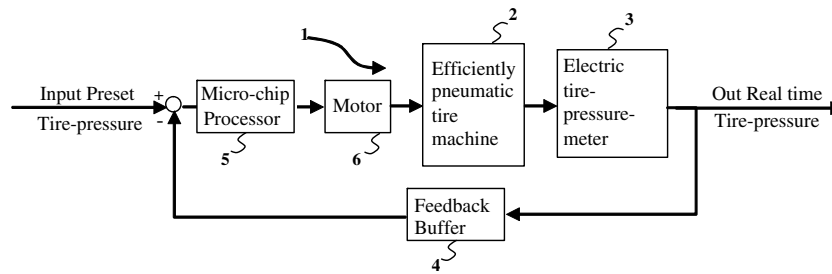 2
3
1
Input Preset
Tire-pressure
+
-
Micro-chip
Processor
5
Motor
6
Efficiently
pneumatic
tire
machine
Electric
tire-
pressure-
meter
Out Real time
Tire-pressure
Feedback
Buffer
4